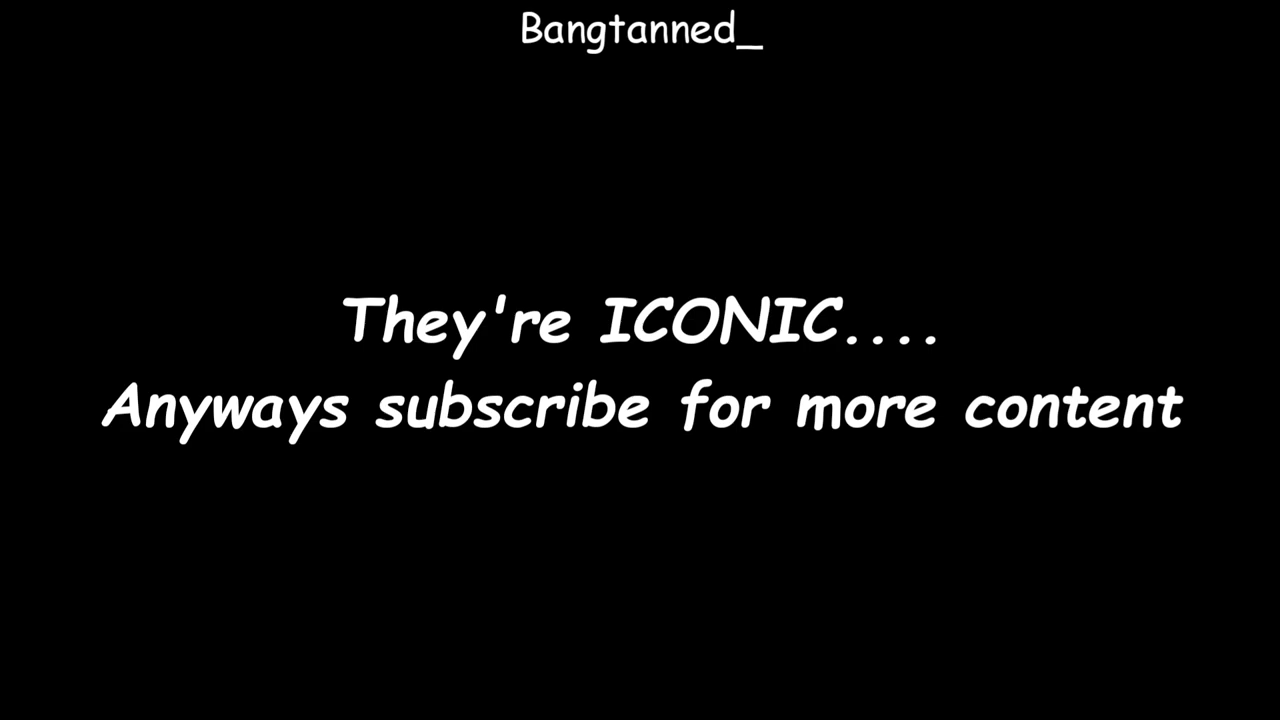 Bangtanned_
They're ICONIC....
Anyways subscribe for more content